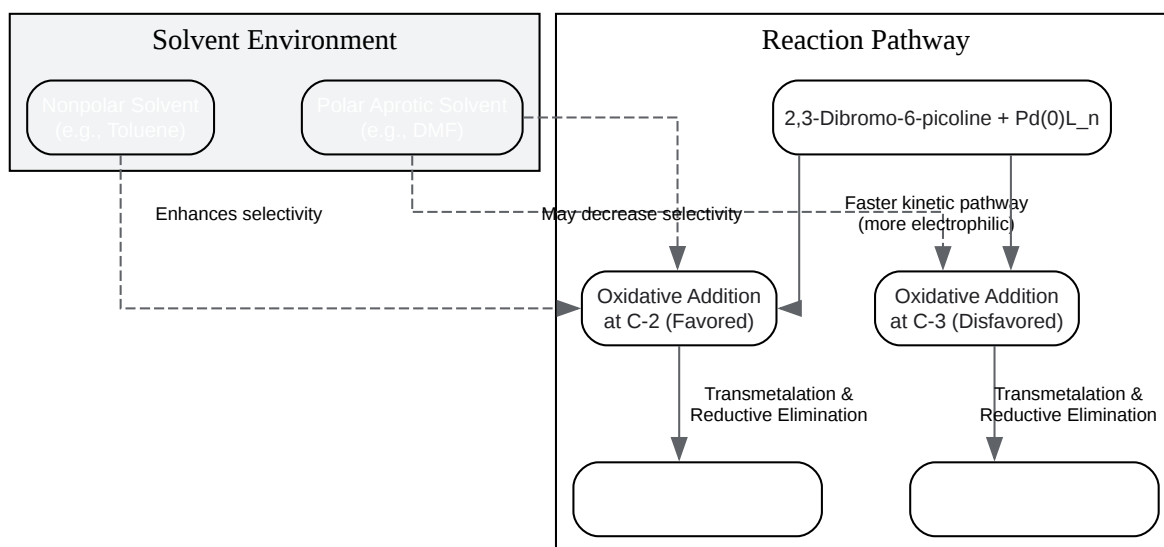 Solvent Environment
Nonpolar Solvent
(e.g., Toluene)
Polar Aprotic Solvent
(e.g., DMF)
Reaction Pathway
2,3-Dibromo-6-picoline + Pd(0)L_n
Enhances selectivity
May decrease selectivity
Faster kinetic pathway
(more electrophilic)
Oxidative Addition
at C-2 (Favored)
Oxidative Addition
at C-3 (Disfavored)
Transmetalation &
Reductive Elimination
Transmetalation &
Reductive Elimination